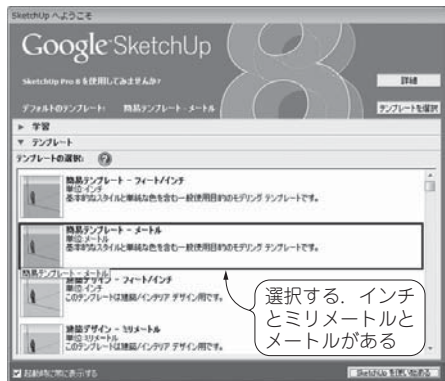 SketchUp へようこそ
Google SketchUp
8
SketchUp Pro 8 を使用してみませんか?
詳細
デフォルトのテンプレート: 簡易テンプレート - メートル
テンプレートを選択
▶ 学習
▼ テンプレート
テンプレートの選択:
簡易テンプレート - フィート/インチ
単位: インチ
基本的なスタイルと単純な色を含む一般使用目的のモデリング テンプレートです。
簡易テンプレート - メートル
単位: メートル
基本的なスタイルと単純な色を含む一般使用目的のモデリング テンプレートです。
簡易テンプレート - メートル
建築デザイン - フィート/インチ
単位: インチ
このテンプレートは建築/インテリア デザイン用です。
建築デザイン - ミリメートル
単位: ミリメートル
このテンプレートは建築/インテリア デザイン用です。
選択する．インチ
とミリメートルと
メートルがある
起動時に常に表示する
SketchUp を使い始める